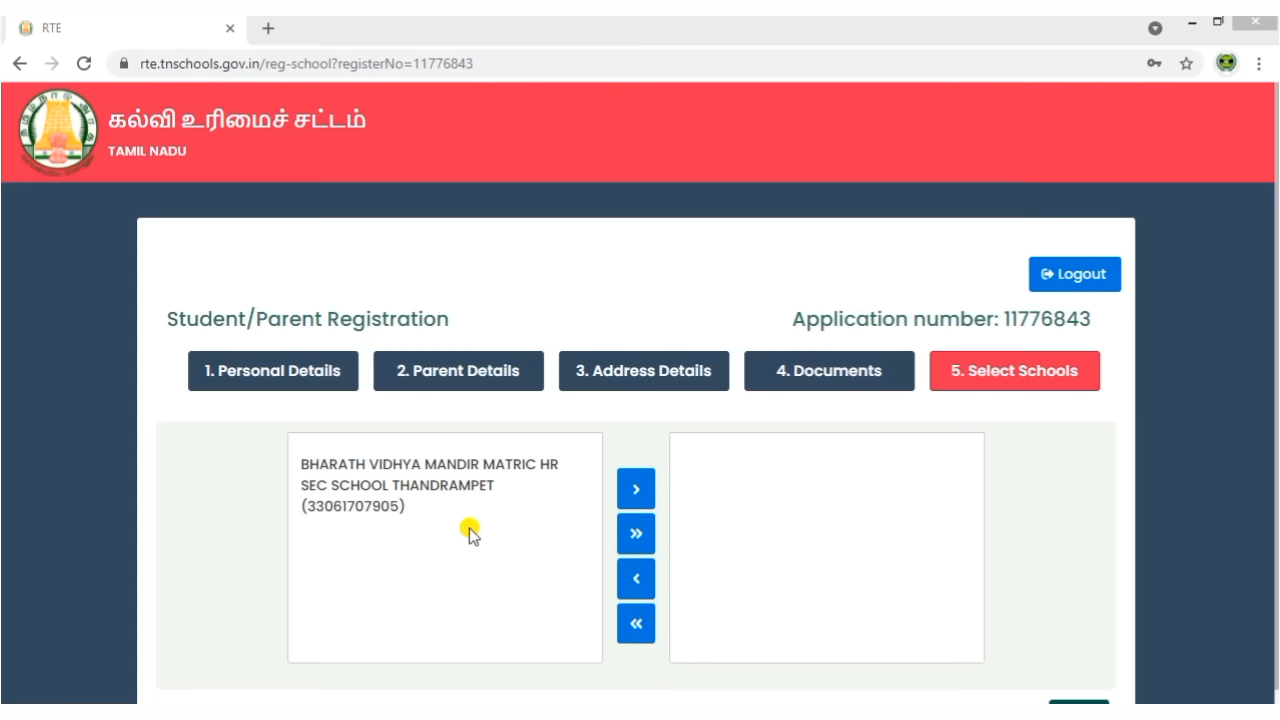 RTE
rte.tnschools.gov.in/reg-school?registerNo=11776843
கல்வி உரிமைச் சட்டம்
TAMIL NADU
Logout
Student/Parent Registration
Application number: 11776843
1. Personal Details
2. Parent Details
3. Address Details
4. Documents
5. Select Schools
BHARATH VIDHYA MANDIR MATRIC HR
SEC SCHOOL THANDRAMPET
(33061707905)